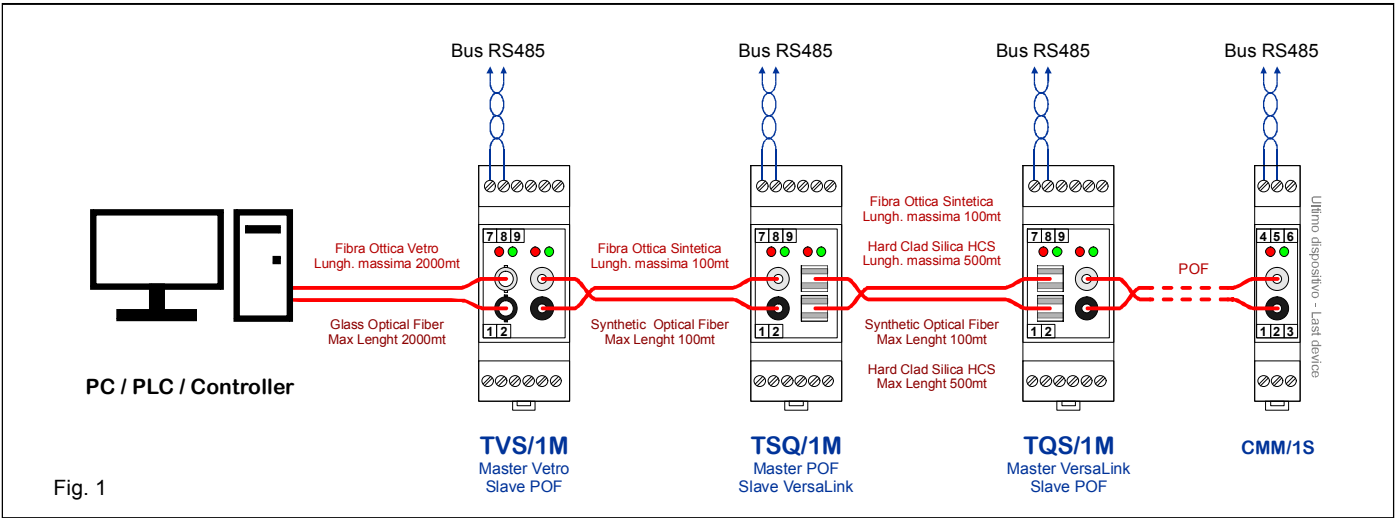 Bus RS485
Bus RS485
Bus RS485
Bus RS485
Fibra Ottica Vetro
Lungh. massima 2000mt
Glass Optical Fiber
Max Lenght 2000mt
PC / PLC / Controller
7 8 9
1 2
Fibra Ottica Sintetica
Lungh. massima 100mt
Synthetic Optical Fiber
Max Lenght 100mt
7 8 9
1 2
Fibra Ottica Sintetica
Lungh. massima 100mt
Hard Clad Silica HCS
Lungh. massima 500mt
Synthetic Optical Fiber
Max Lenght 100mt
Hard Clad Silica HCS
Max Lenght 500mt
7 8 9
1 2
POF
4 5 6
1 2 3
Ultimo dispositivo - Last device
TVS/1M
Master Vetro
Slave POF
TSQ/1M
Master POF
Slave VersaLink
TQS/1M
Master VersaLink
Slave POF
CMM/1S
Fig. 1